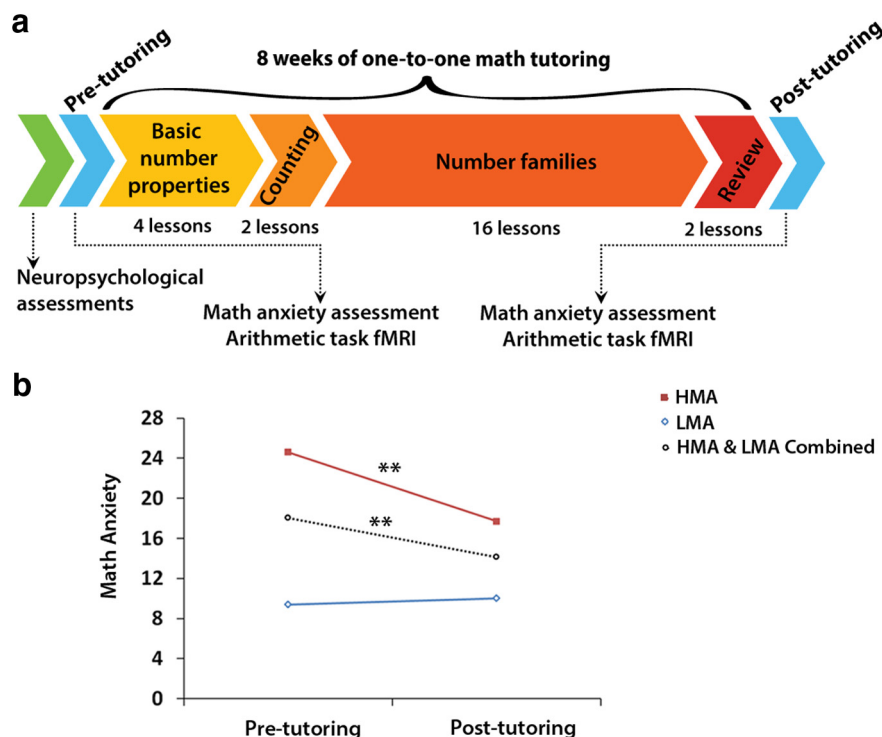 a
Pre-tutoring
8 weeks of one-to-one math tutoring
Post-tutoring
Basic
number
properties
Counting
Number families
Review
4 lessons
2 lessons
16 lessons
2 lessons
Neuropsychological
assessments
Math anxiety assessment
Arithmetic task fMRI
Math anxiety assessment
Arithmetic task fMRI
b
HMA
LMA
HMA & LMA Combined
Math Anxiety
28
24
20
16
12
8
4
0
**
**
Pre-tutoring
Post-tutoring